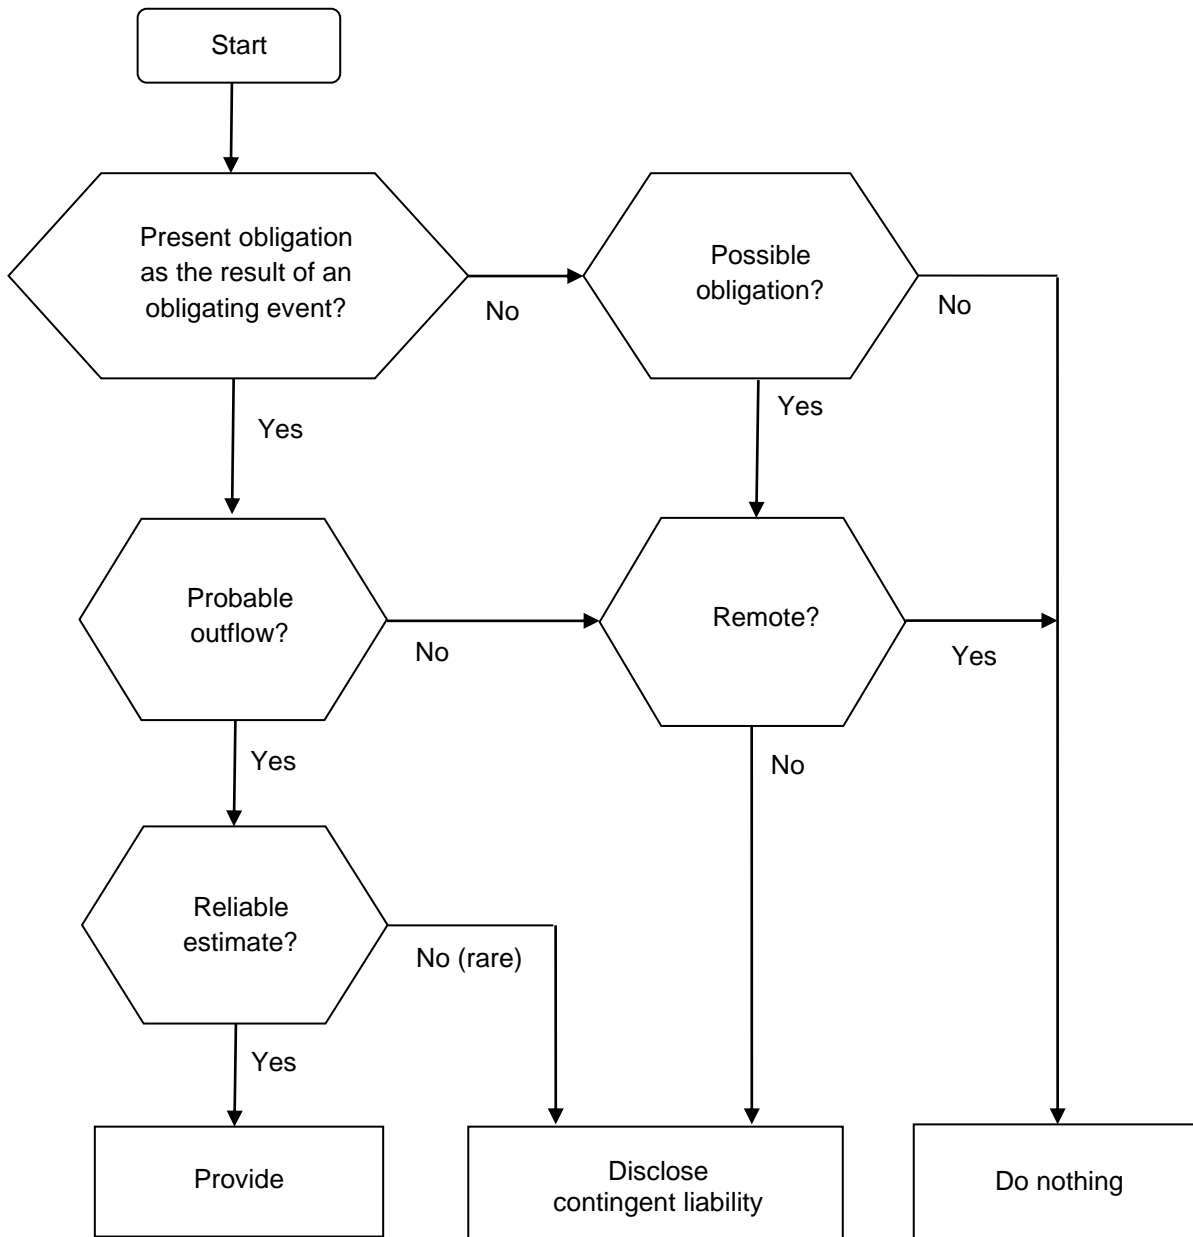 Start
Present obligation
as the result of an
obligating event?
No
Possible
obligation?
No
Yes
Yes
Probable
outflow?
No
Remote?
Yes
Yes
No
Reliable
estimate?
No (rare)
Yes
Provide
Disclose
contingent liability
Do nothing